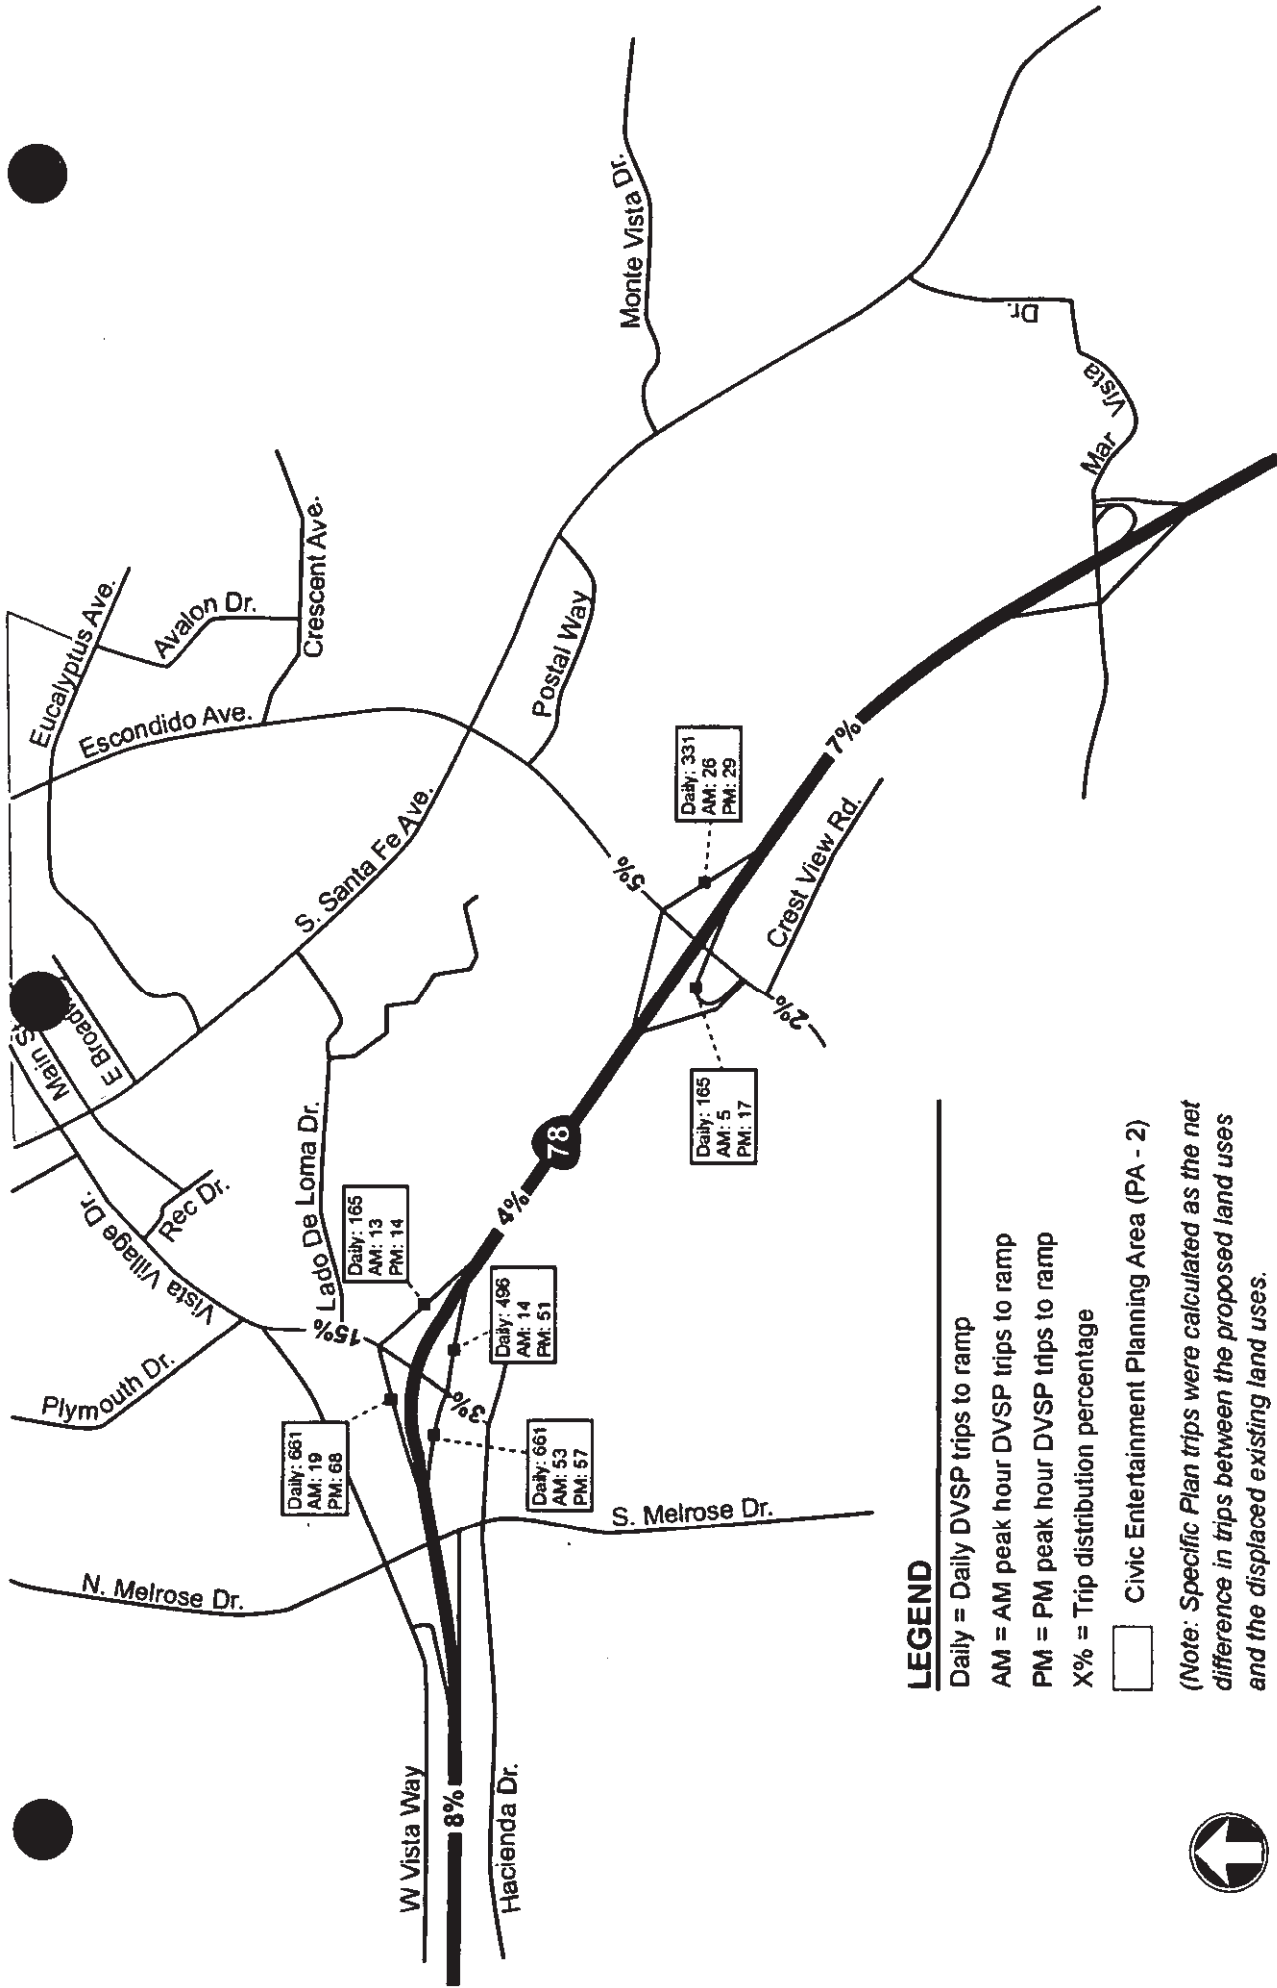 Eucalyptus Ave.
Avalon Dr.
Crescent Ave.
Escondido Ave.
Monte Vista Dr.
Main
E Broad
S. Santa Fe Ave.
Postal Way
Dr.
Vista
Mar
Vista Village Dr.
Rec Dr.
Lado De Loma Dr.
Plymouth Dr.
15%
5%
Daily: 331
AM: 26
PM: 29
7%
Crest View Rd.
2%
Daily: 165
AM: 5
PM: 17
78
4%
Daily: 165
AM: 13
PM: 14
Daily: 496
AM: 14
PM: 51
3%
Daily: 661
AM: 19
PM: 68
Daily: 661
AM: 53
PM: 57
N. Melrose Dr.
S. Melrose Dr.
W Vista Way
8%
Hacienda Dr.
LEGEND
Daily = Daily DVSP trips to ramp
AM = AM peak hour DVSP trips to ramp
PM = PM peak hour DVSP trips to ramp
X% = Trip distribution percentage
Civic Entertainment Planning Area (PA - 2)
(Note: Specific Plan trips were calculated as the net
difference in trips between the proposed land uses
and the displaced existing land uses.